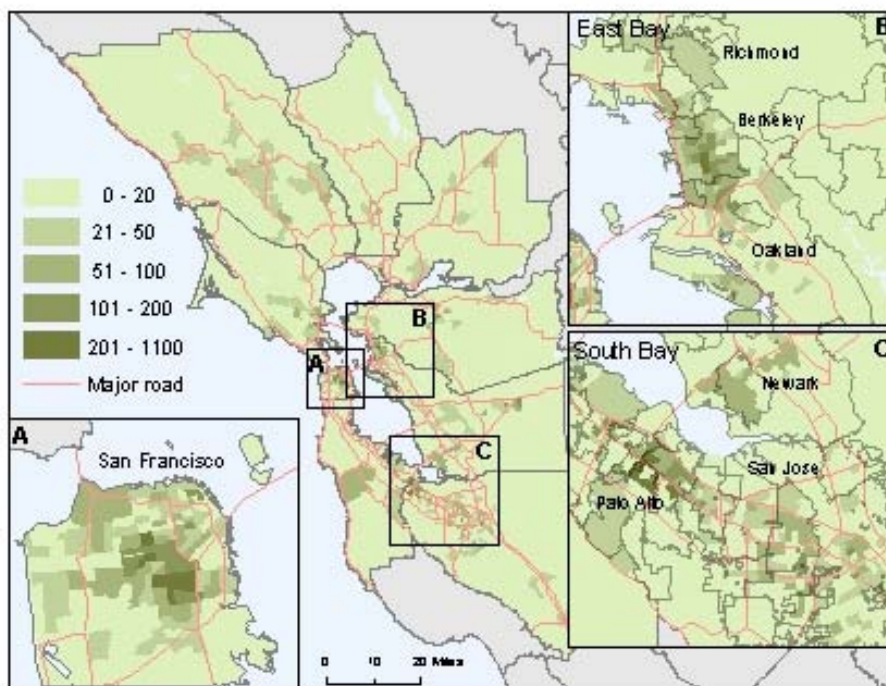 0 - 20
21 - 50
51 - 100
101 - 200
201 - 1100
Major road
A
B
C
0 10 20 Miles
A
San Francisco
East Bay
B
Richmond
Berkeley
Oakland
South Bay
C
Newark
San Jose
Palo Alto